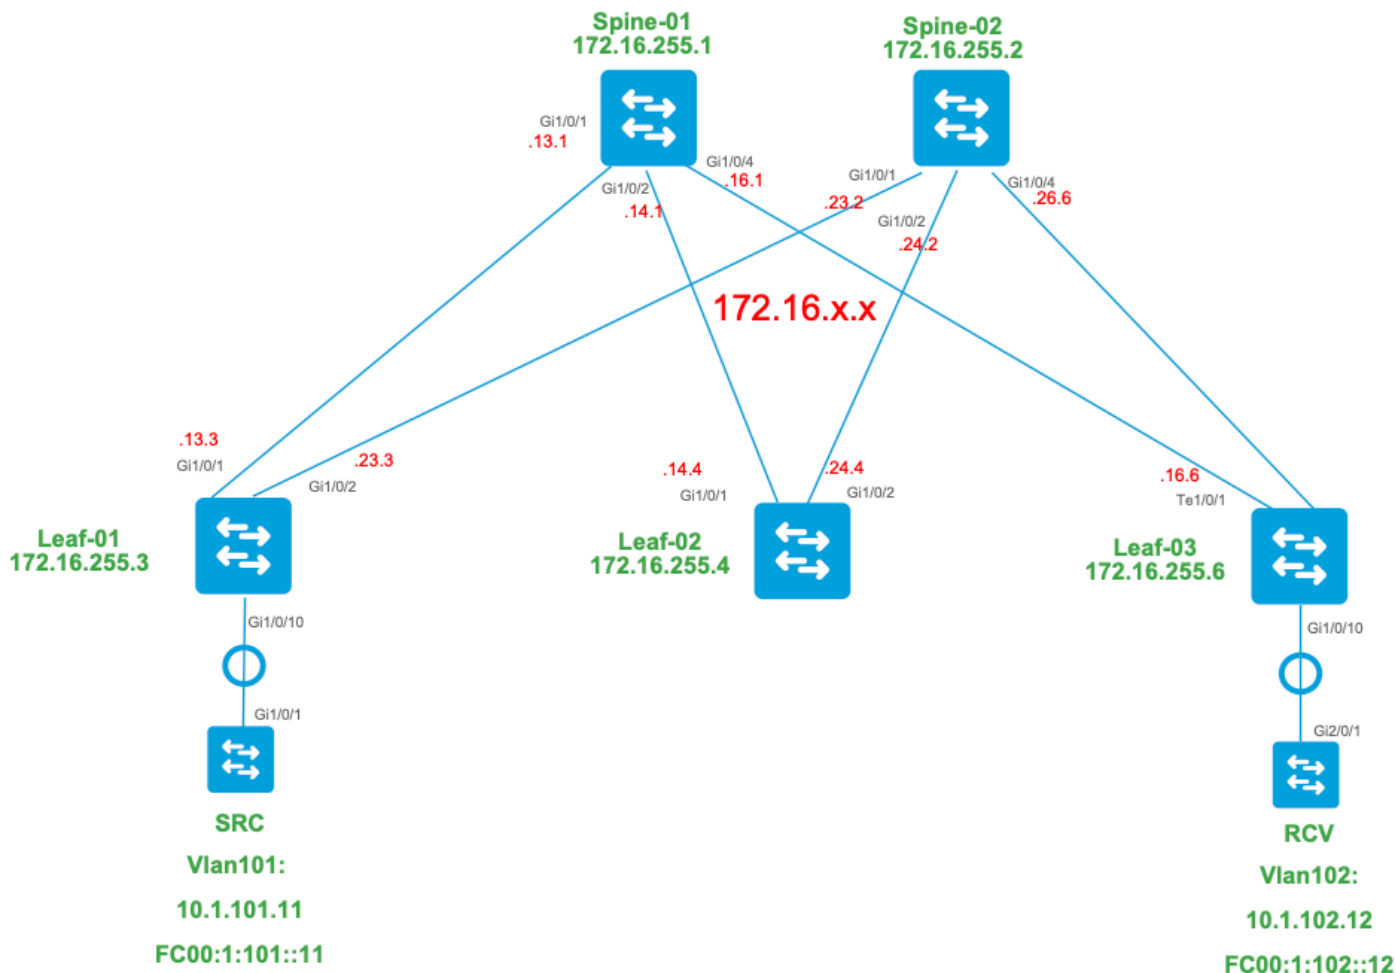 Spine-01
172.16.255.1
Spine-02
172.16.255.2
Gi1/0/1
.13.1
Gi1/0/2
.14.1
Gi1/0/4
.16.1
Gi1/0/1
.23.2
Gi1/0/2
.24.2
Gi1/0/4
.26.6
172.16.x.x
.13.3
Gi1/0/1
.23.3
Gi1/0/2
.14.4
Gi1/0/1
.24.4
Gi1/0/2
.16.6
Te1/0/1
Leaf-01
172.16.255.3
Leaf-02
172.16.255.4
Leaf-03
172.16.255.6
Gi1/0/10
Gi1/0/1
Gi1/0/10
Gi2/0/1
SRC
Vlan101:
10.1.101.11
FC00:1:101::11
RCV
Vlan102:
10.1.102.12
FC00:1:102::12